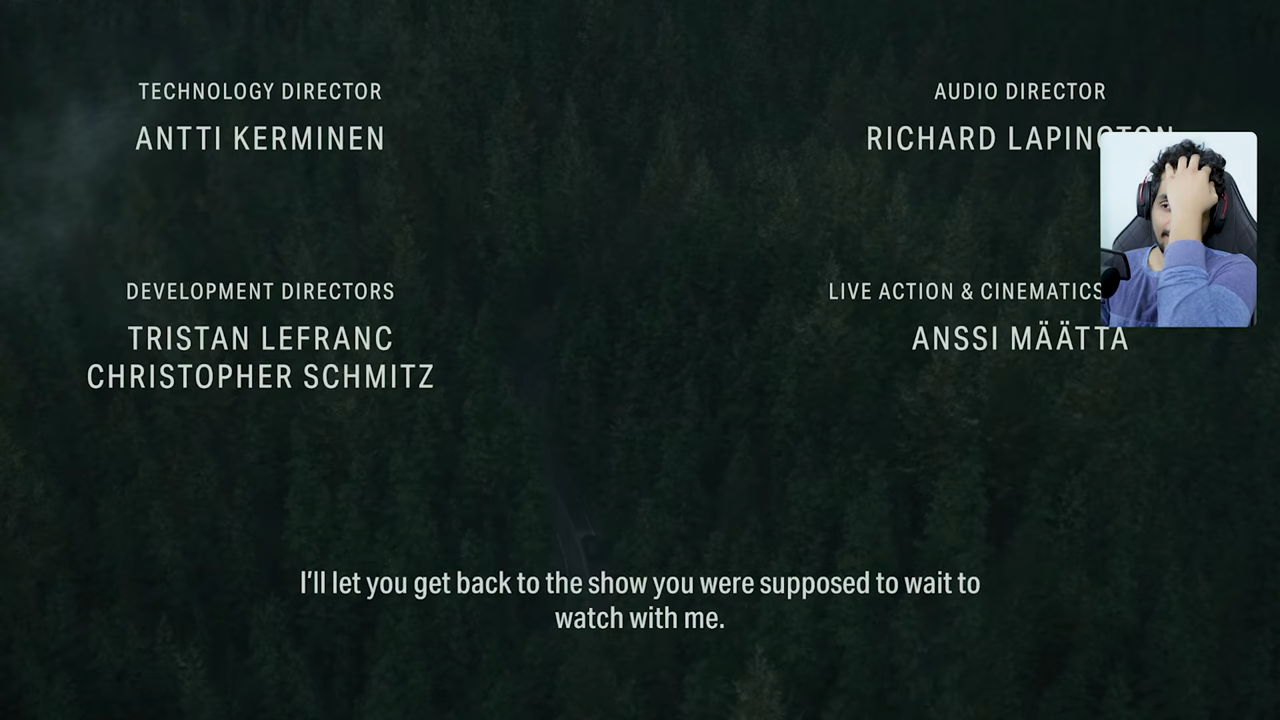 TECHNOLOGY DIRECTOR
ANTTI KERMINEN
AUDIO DIRECTOR
RICHARD
DEVELOPMENT DIRECTORS
TRISTAN LEFRANC
CHRISTOPHER SCHMITZ
LIVE ACTION & CINEMATICS
ANSSI MÄÄTTA
I'll let you get back to the show you were supposed to wait to
watch with me.